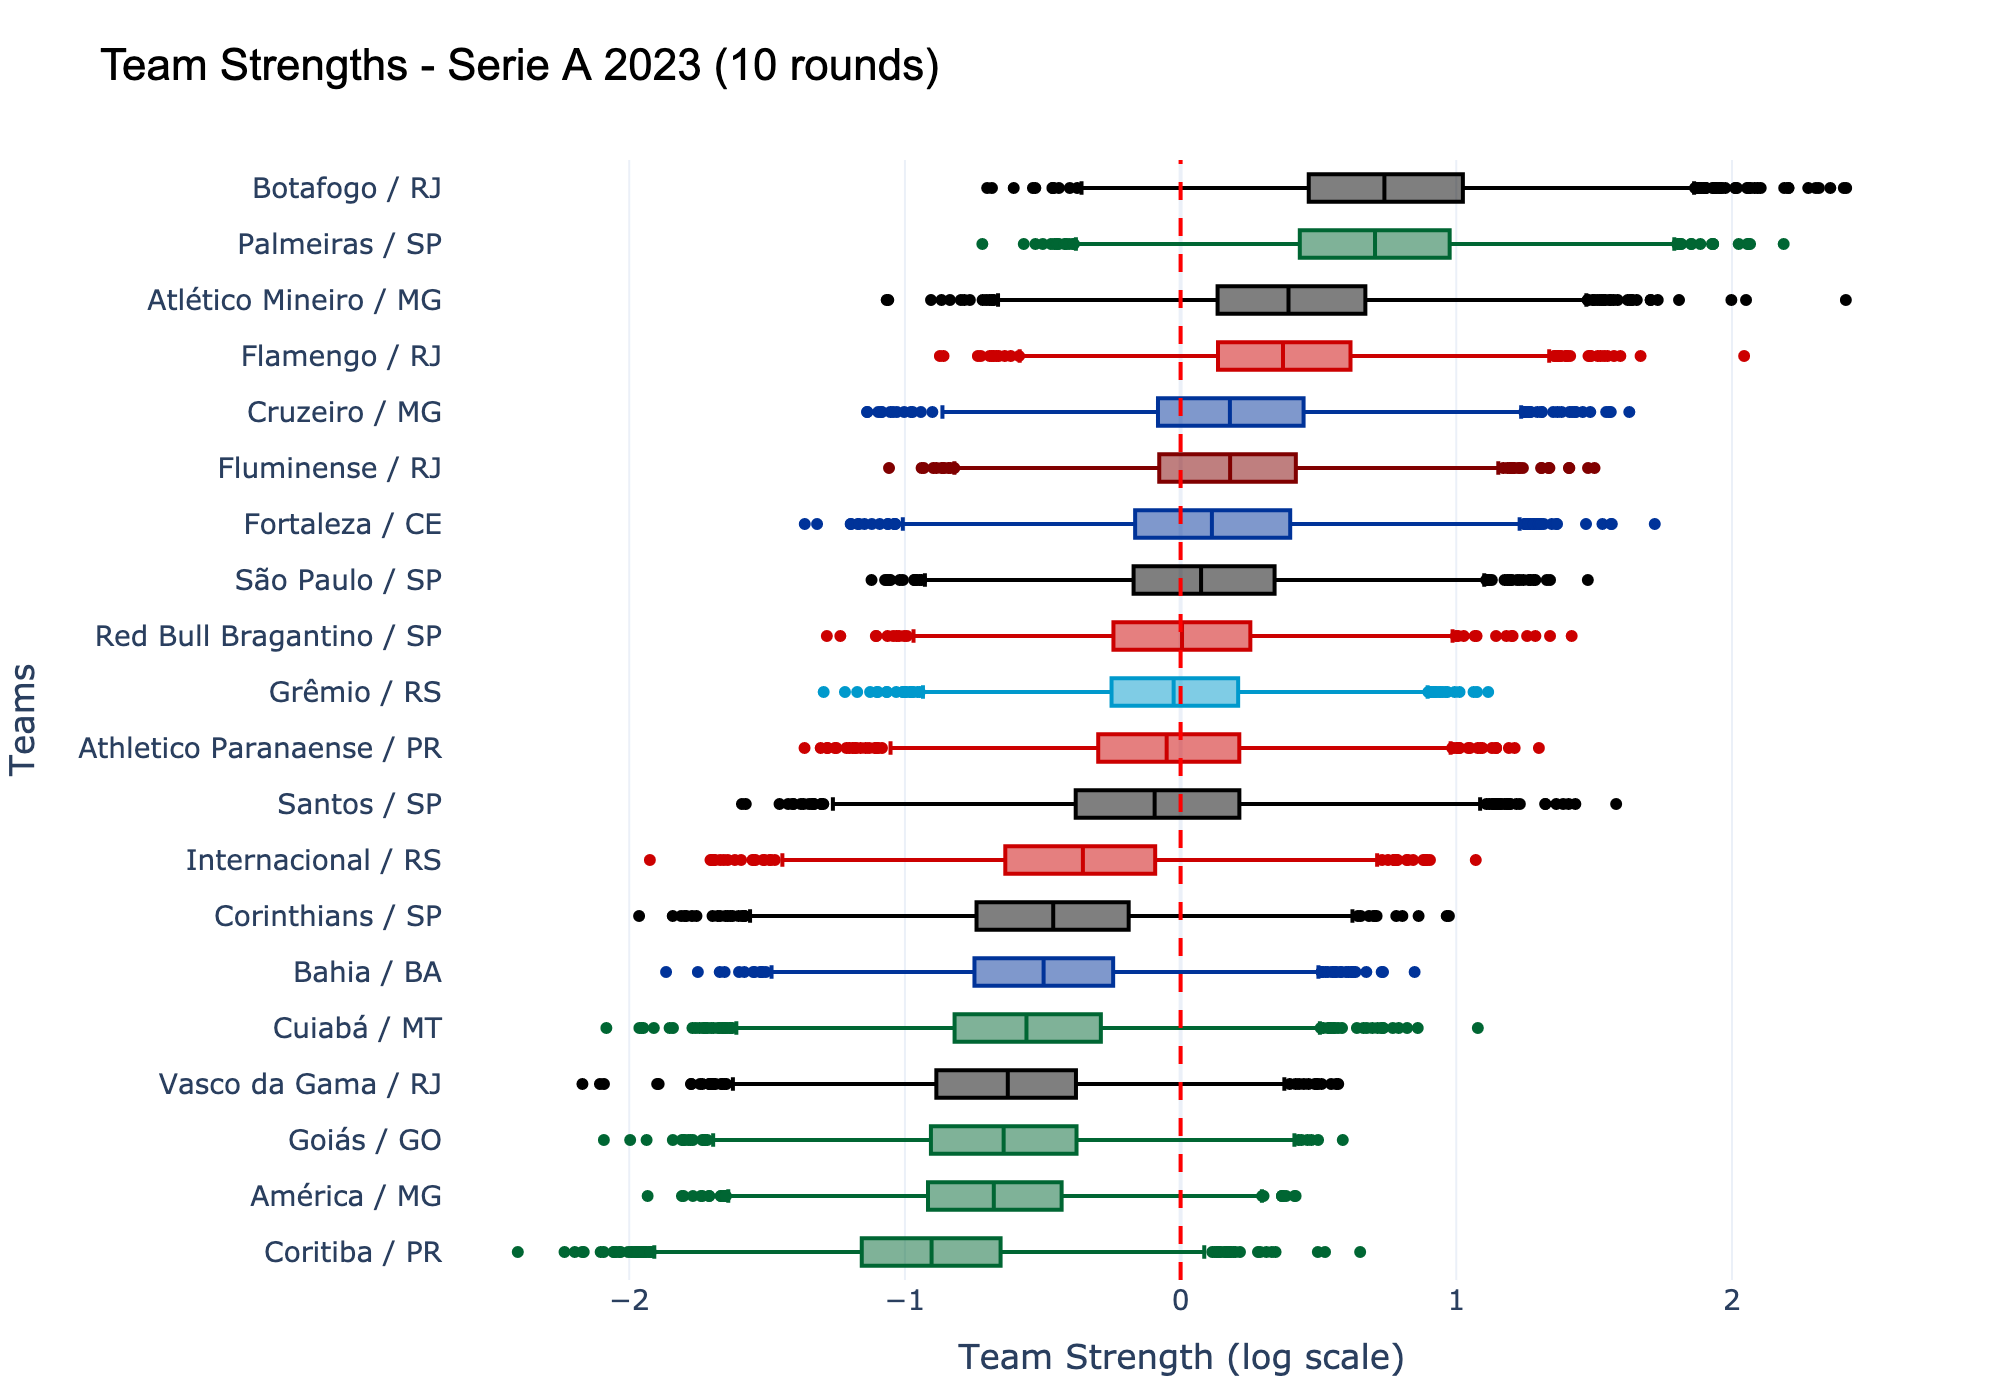 Team Strengths - Serie A 2023 (10 rounds)
Teams
Botafogo / RJ
Palmeiras / SP
Atlético Mineiro / MG
Flamengo / RJ
Cruzeiro / MG
Fluminense / RJ
Fortaleza / CE
São Paulo / SP
Red Bull Bragantino / SP
Grêmio / RS
Athletico Paranaense / PR
Santos / SP
Internacional / RS
Corinthians / SP
Bahia / BA
Cuiabá / MT
Vasco da Gama / RJ
Goiás / GO
América / MG
Coritiba / PR
−2 −1 0 1 2
Team Strength (log scale)